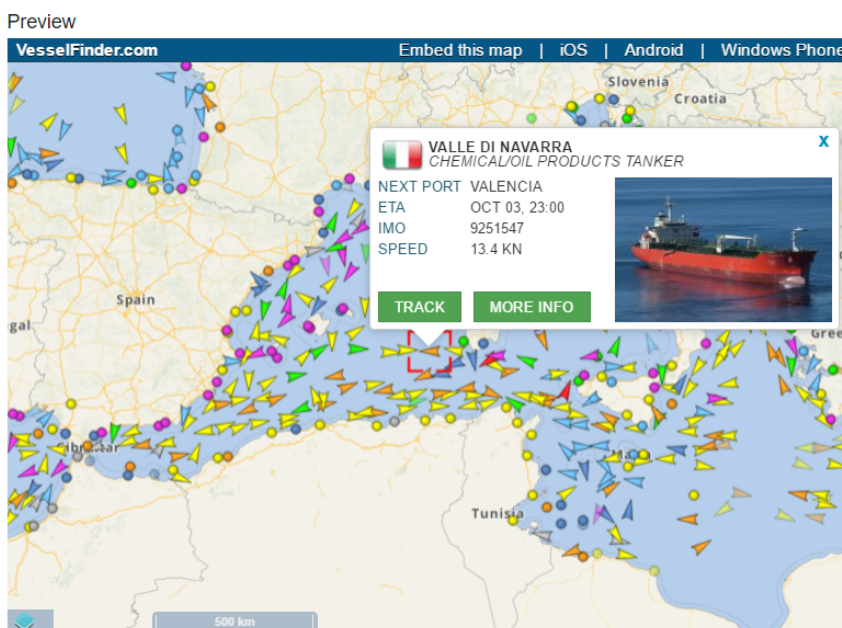 Preview
VesselFinder.com Embed this map | iOS | Android | Windows Phone
Slovenia
Croatia
VALLE DI NAVARRA
CHEMICAL/OIL PRODUCTS TANKER
X
NEXT PORT VALENCIA
ETA OCT 03, 23:00
IMO 9251547
SPEED 13.4 KN
TRACK MORE INFO
Spain
gal
Gree
Gibraltar
Malta
Tunisia
500 km